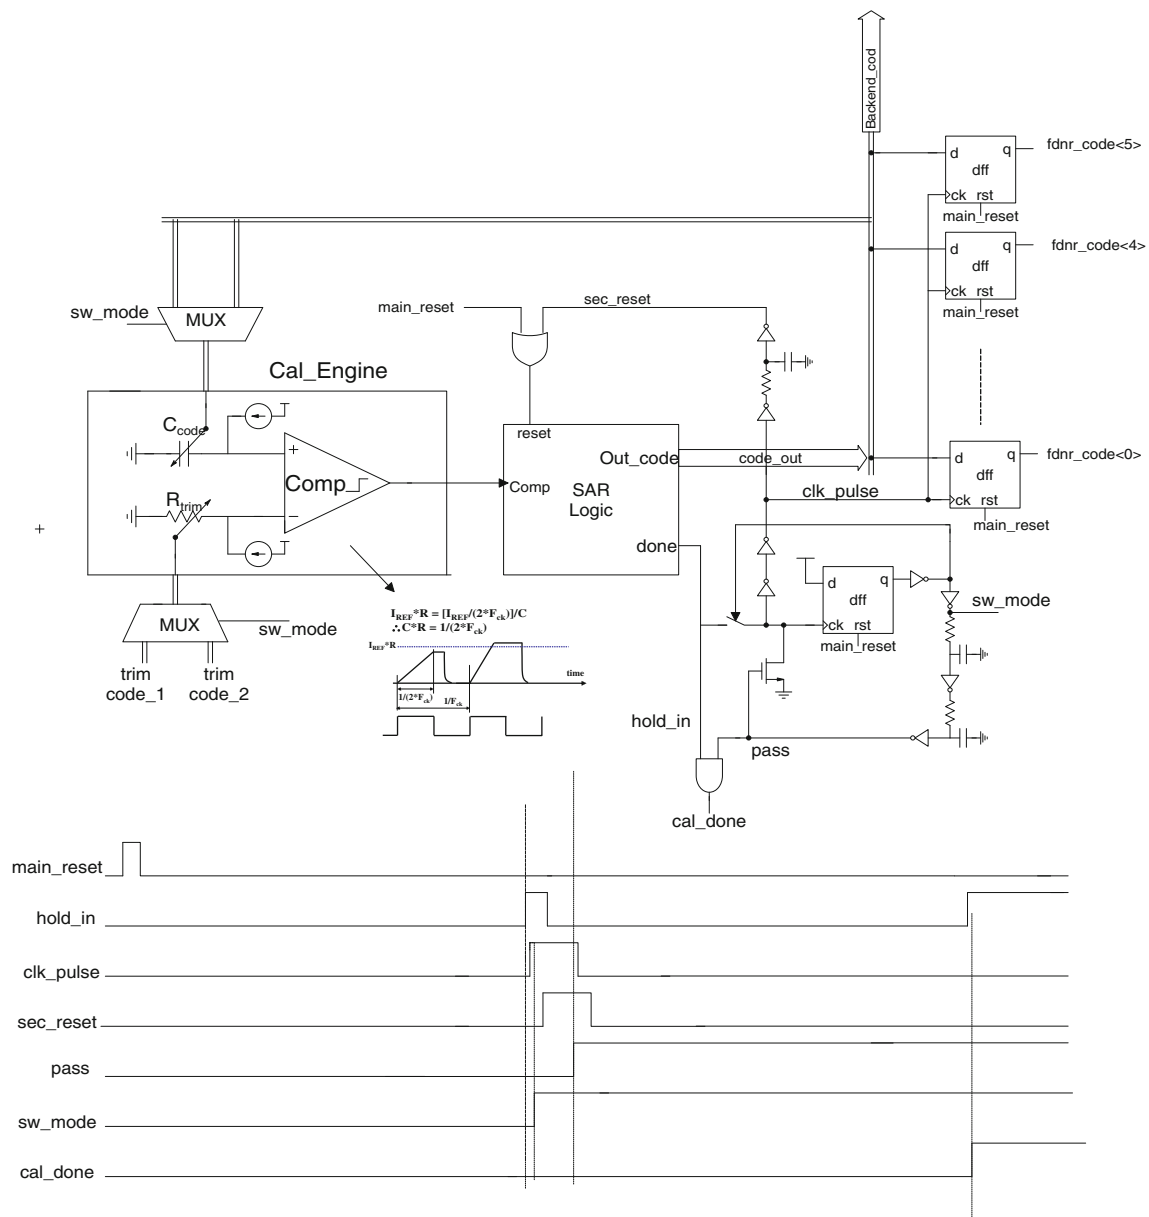 Backend_cod
d q
dff
ck rst
main_reset
fdnr_code<5>
d q
dff
ck rst
main_reset
fdnr_code<4>
d q
dff
ck rst
main_reset
fdnr_code<0>
sw_mode
MUX
main_reset
sec_reset
Cal_Engine
C_code
+
Comp
R_trim
−
+
reset
Out_code
Comp
SAR
Logic
done
code_out
clk_pulse
MUX
sw_mode
trim
code_1
trim
code_2
I_REF*R = [I_REF/(2*F_ck)]/C
∴C*R = 1/(2*F_ck)
I_REF*R
time
1/(2*F_ck)
1/F_ck
d q
dff
ck rst
main_reset
sw_mode
hold_in
pass
cal_done
main_reset
hold_in
clk_pulse
sec_reset
pass
sw_mode
cal_done